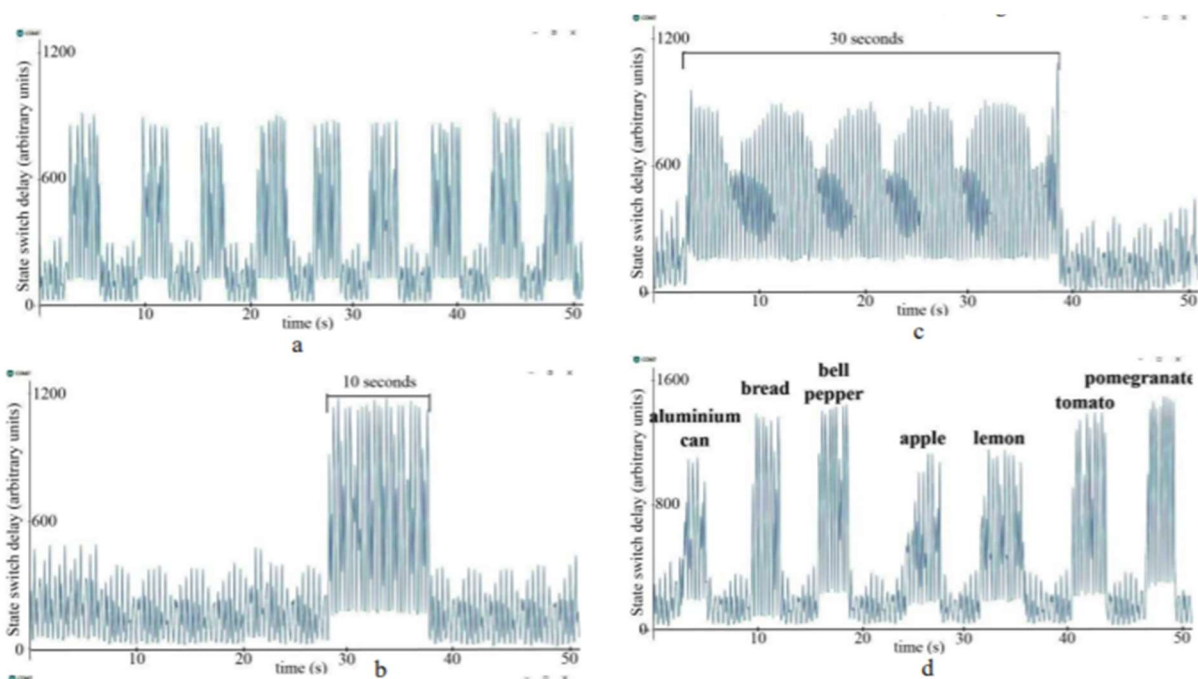 1200
600
0
State switch delay (arbitrary units)
10
20
30
40
50
time (s)
a
30 seconds
1200
600
0
State switch delay (arbitrary units)
10
20
30
40
50
time (s)
c
10 seconds
1200
600
0
State switch delay (arbitrary units)
10
20
30
40
50
time (s)
b
1600
800
0
State switch delay (arbitrary units)
aluminium
can
bread
bell
pepper
apple
lemon
tomato
pomegranate
10
20
30
40
50
time (s)
d